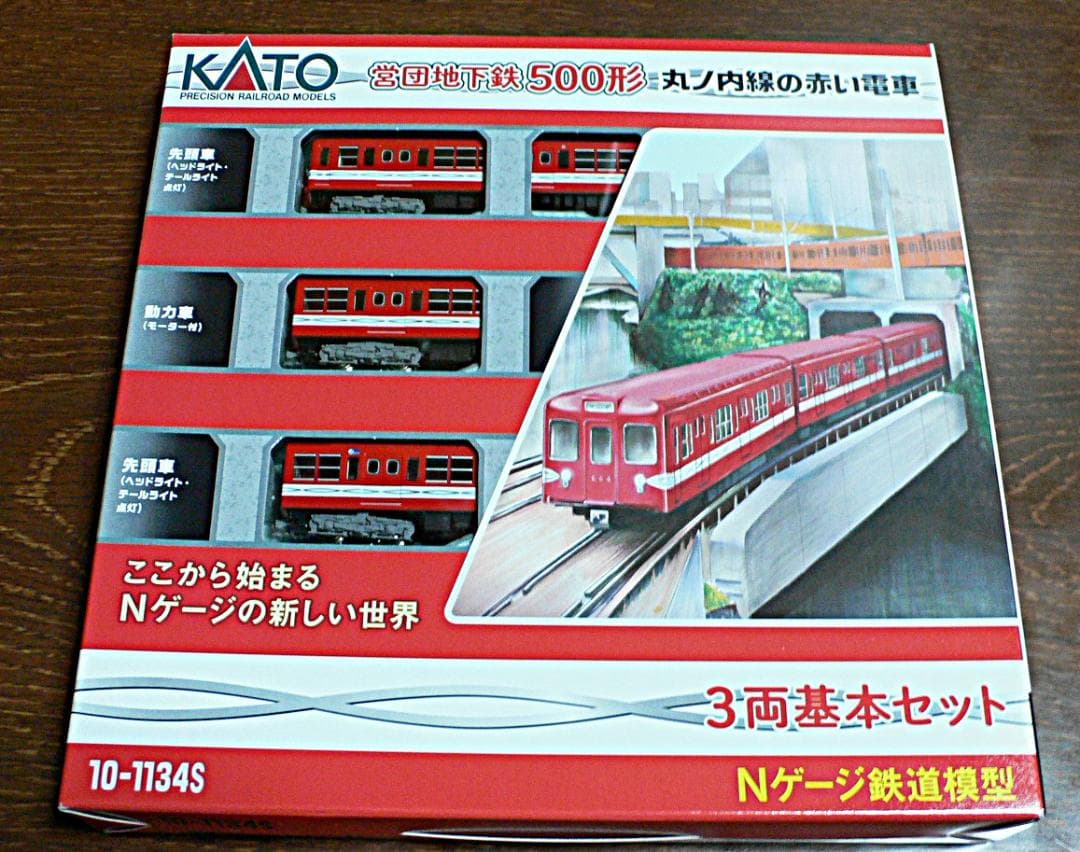 KATO
PRECISION RAILROAD MODELS
営団地下鉄500形 丸ノ内線の赤い電車
先頭車
(ヘッドライト・
テールライト
点灯)
動力車
(モーター付)
先頭車
(ヘッドライト・
テールライト
点灯)
ここから始まる
Nゲージの新しい世界
3両基本セット
10-1134S
Nゲージ鉄道模型